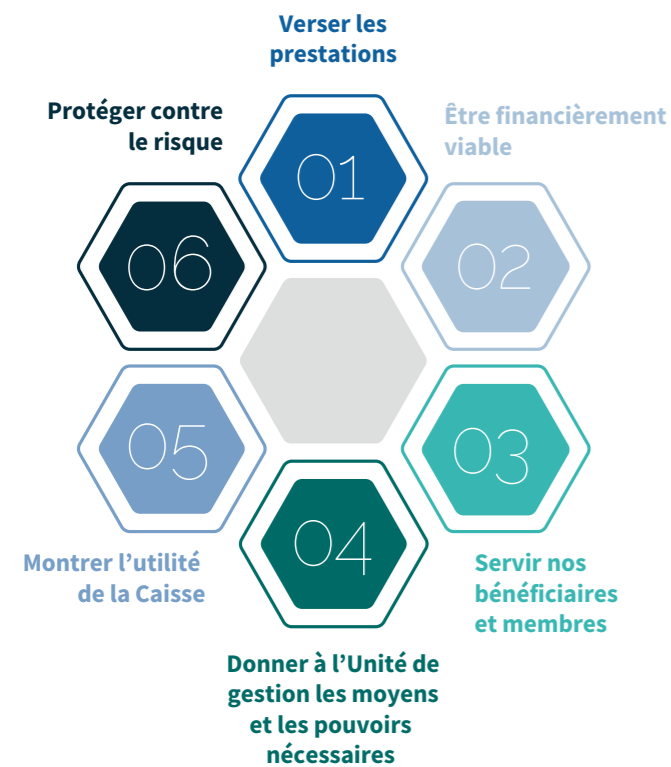 Verser les
prestations
01
Être financièrement
viable
02
03
Servir nos
bénéficiaires
et membres
04
Donner à l’Unité de
gestion les moyens
et les pouvoirs
nécessaires
05
Montrer l’utilité
de la Caisse
Protéger contre
le risque
06